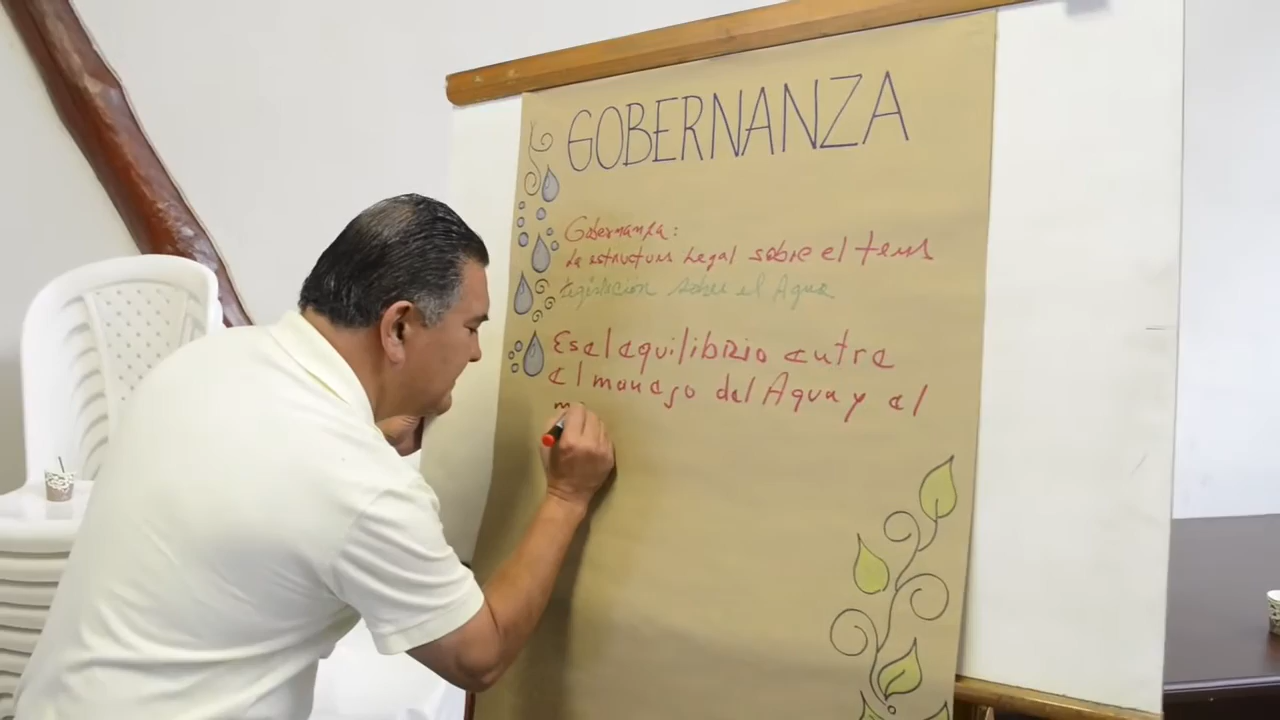 GOBERNANZA
Gobernanza:
La estructura Legal sobre el tema
Legislacion sobre el Agua.
Es el equilibrio entre
el manejo del Agua y el